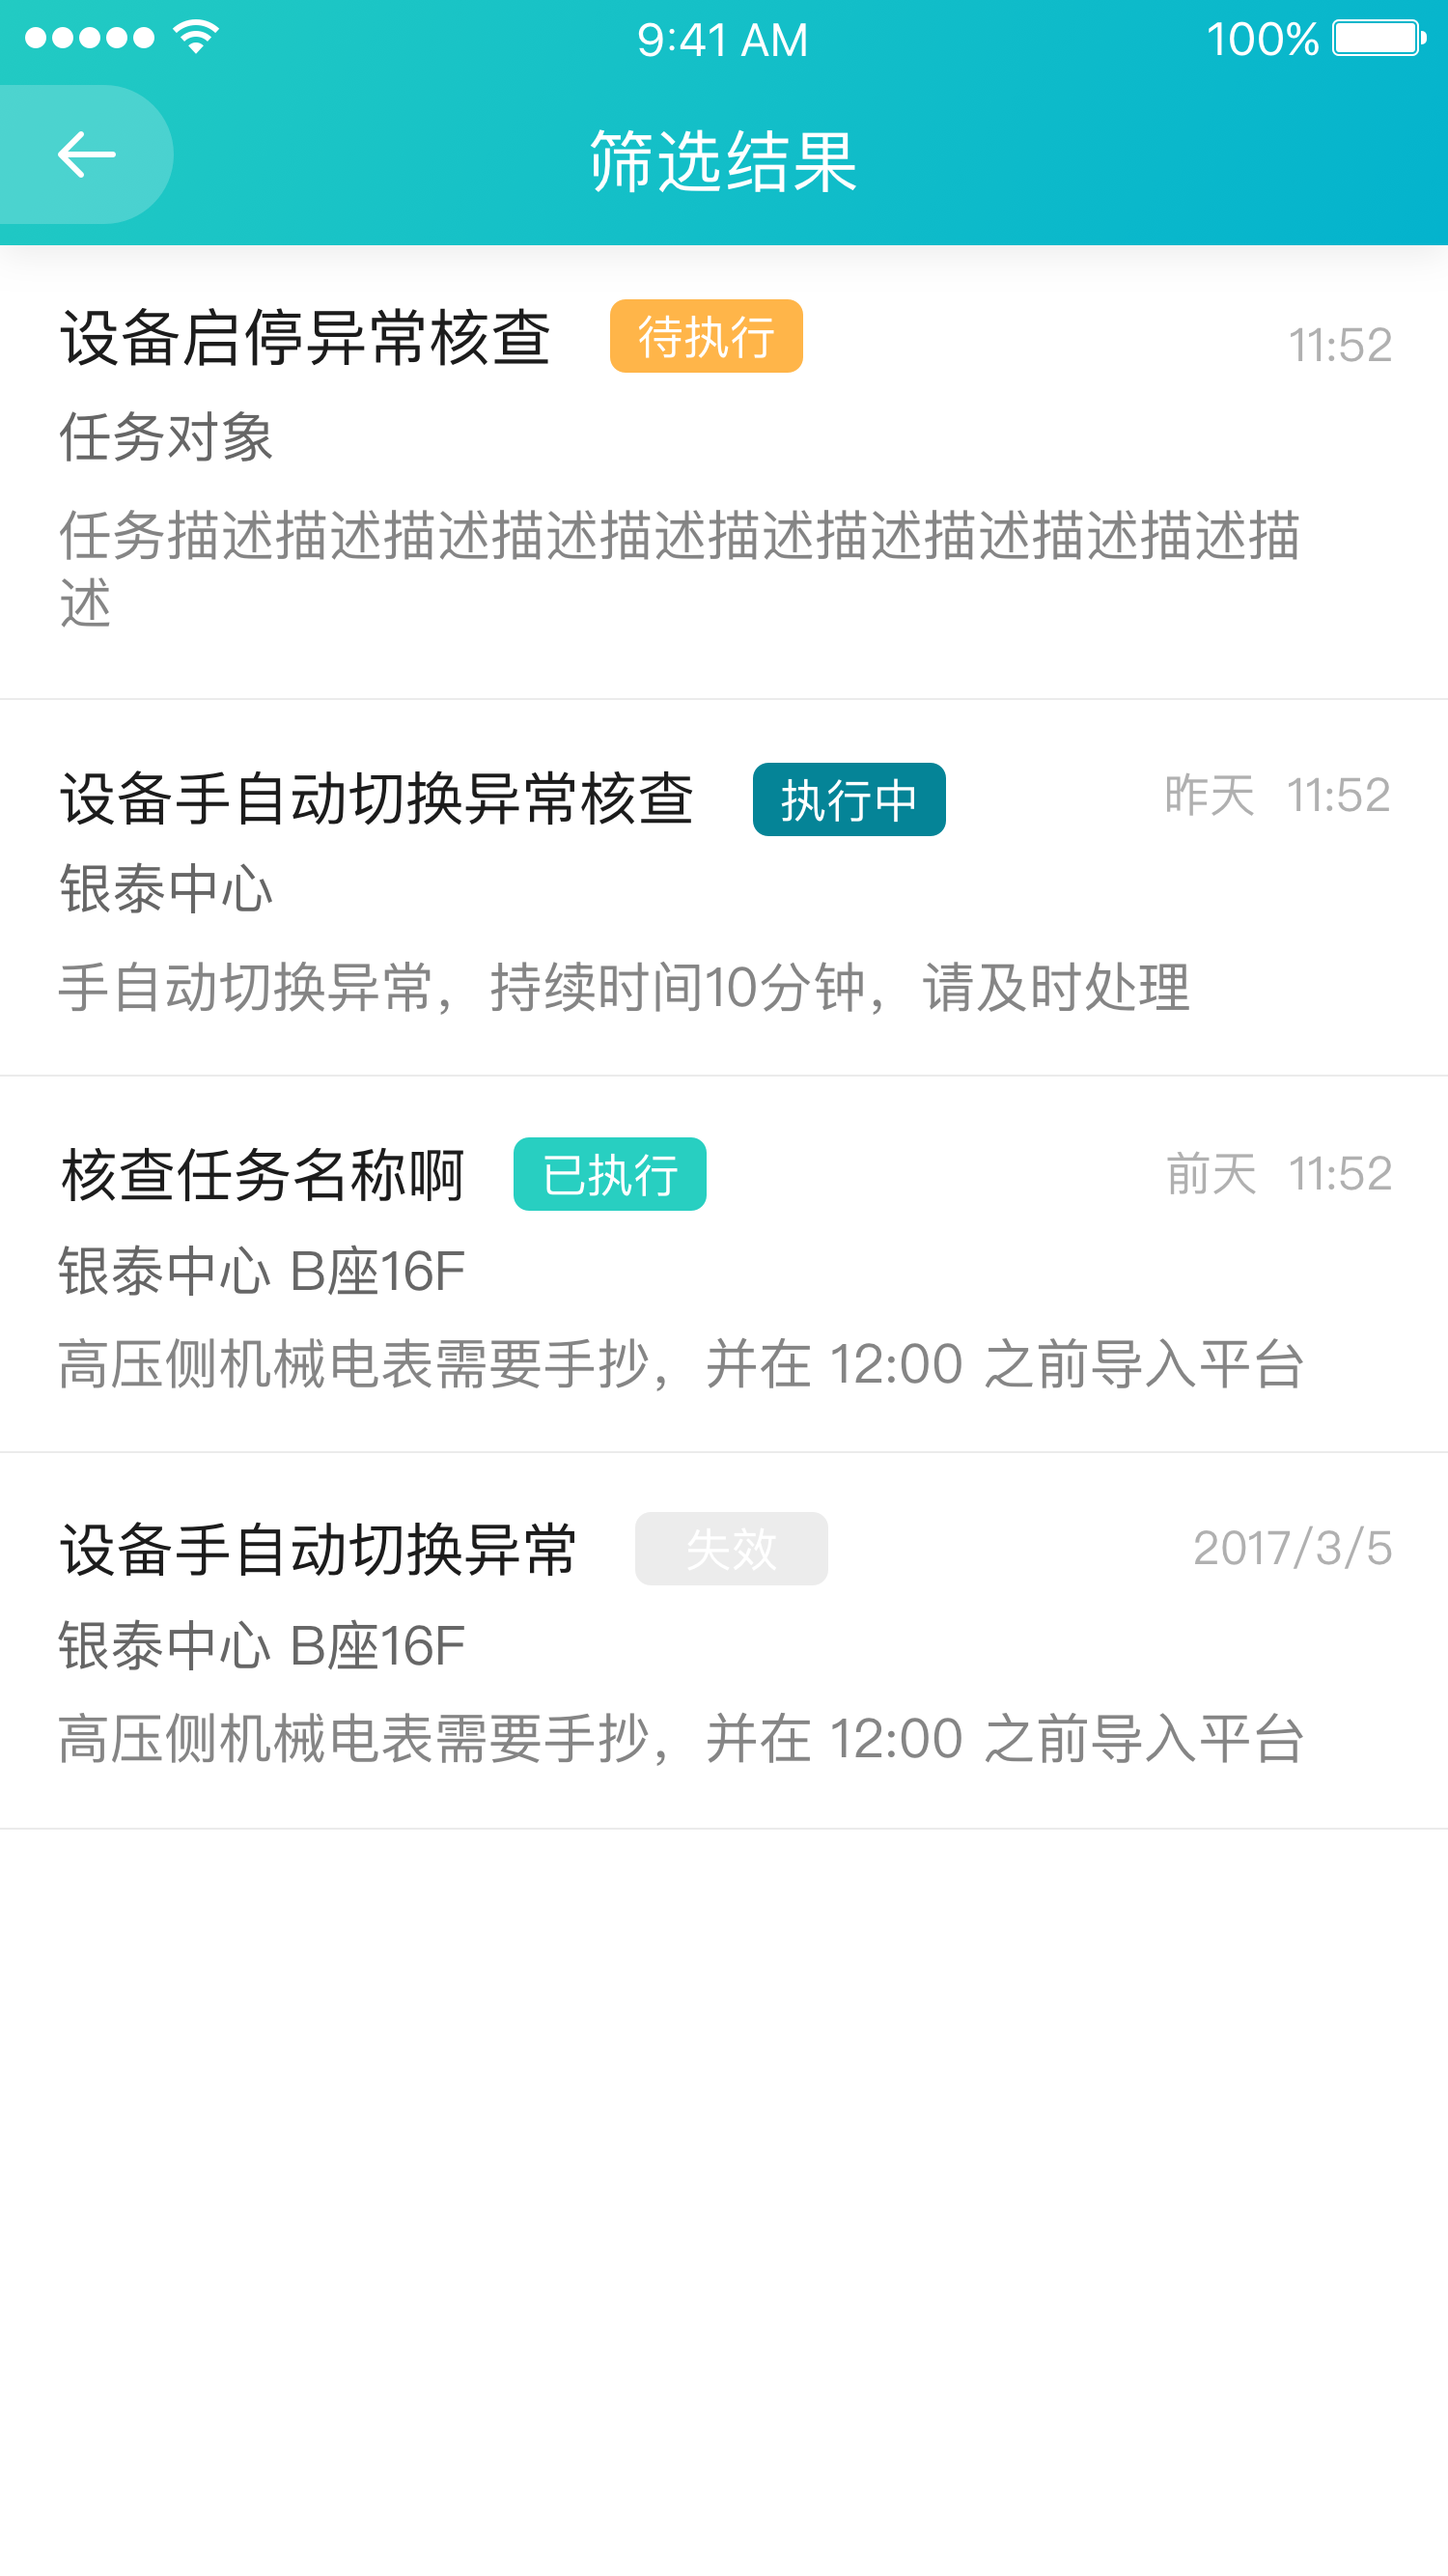 9:41 AM 100%
筛选结果
设备启停异常核查 待执行 11:52
任务对象
任务描述描述描述描述描述描述描述描述描述描述描
述
设备手自动切换异常核查 执行中 昨天 11:52
银泰中心
手自动切换异常，持续时间10分钟，请及时处理
核查任务名称啊 已执行 前天 11:52
银泰中心 B座16F
高压侧机械电表需要手抄，并在 12:00 之前导入平台
设备手自动切换异常 失效 2017/3/5
银泰中心 B座16F
高压侧机械电表需要手抄，并在 12:00 之前导入平台